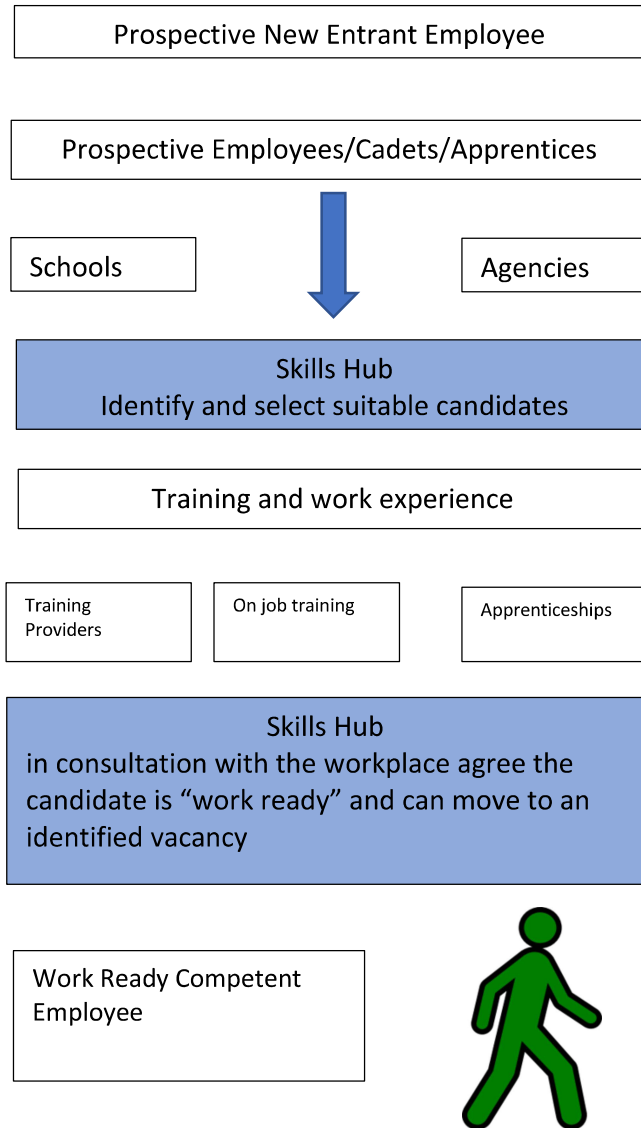 Prospective New Entrant Employee
Prospective Employees/Cadets/Apprentices
Schools
Agencies
Skills Hub
Identify and select suitable candidates
Training and work experience
Training
Providers
On job training
Apprenticeships
Skills Hub
in consultation with the workplace agree the
candidate is “work ready” and can move to an
identified vacancy
Work Ready Competent
Employee